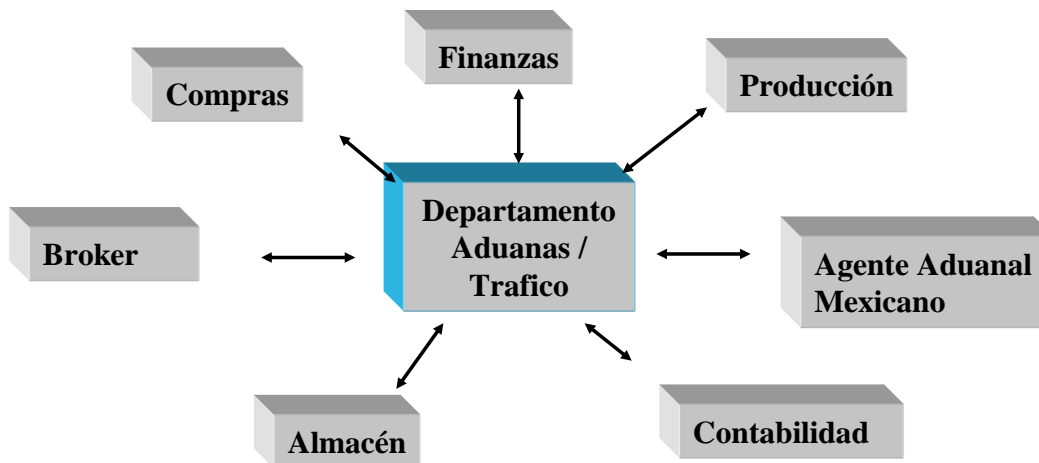 Finanzas
Compras
Producción
Departamento
Aduanas /
Trafico
Broker
Agente Aduanal
Mexicano
Almacén
Contabilidad